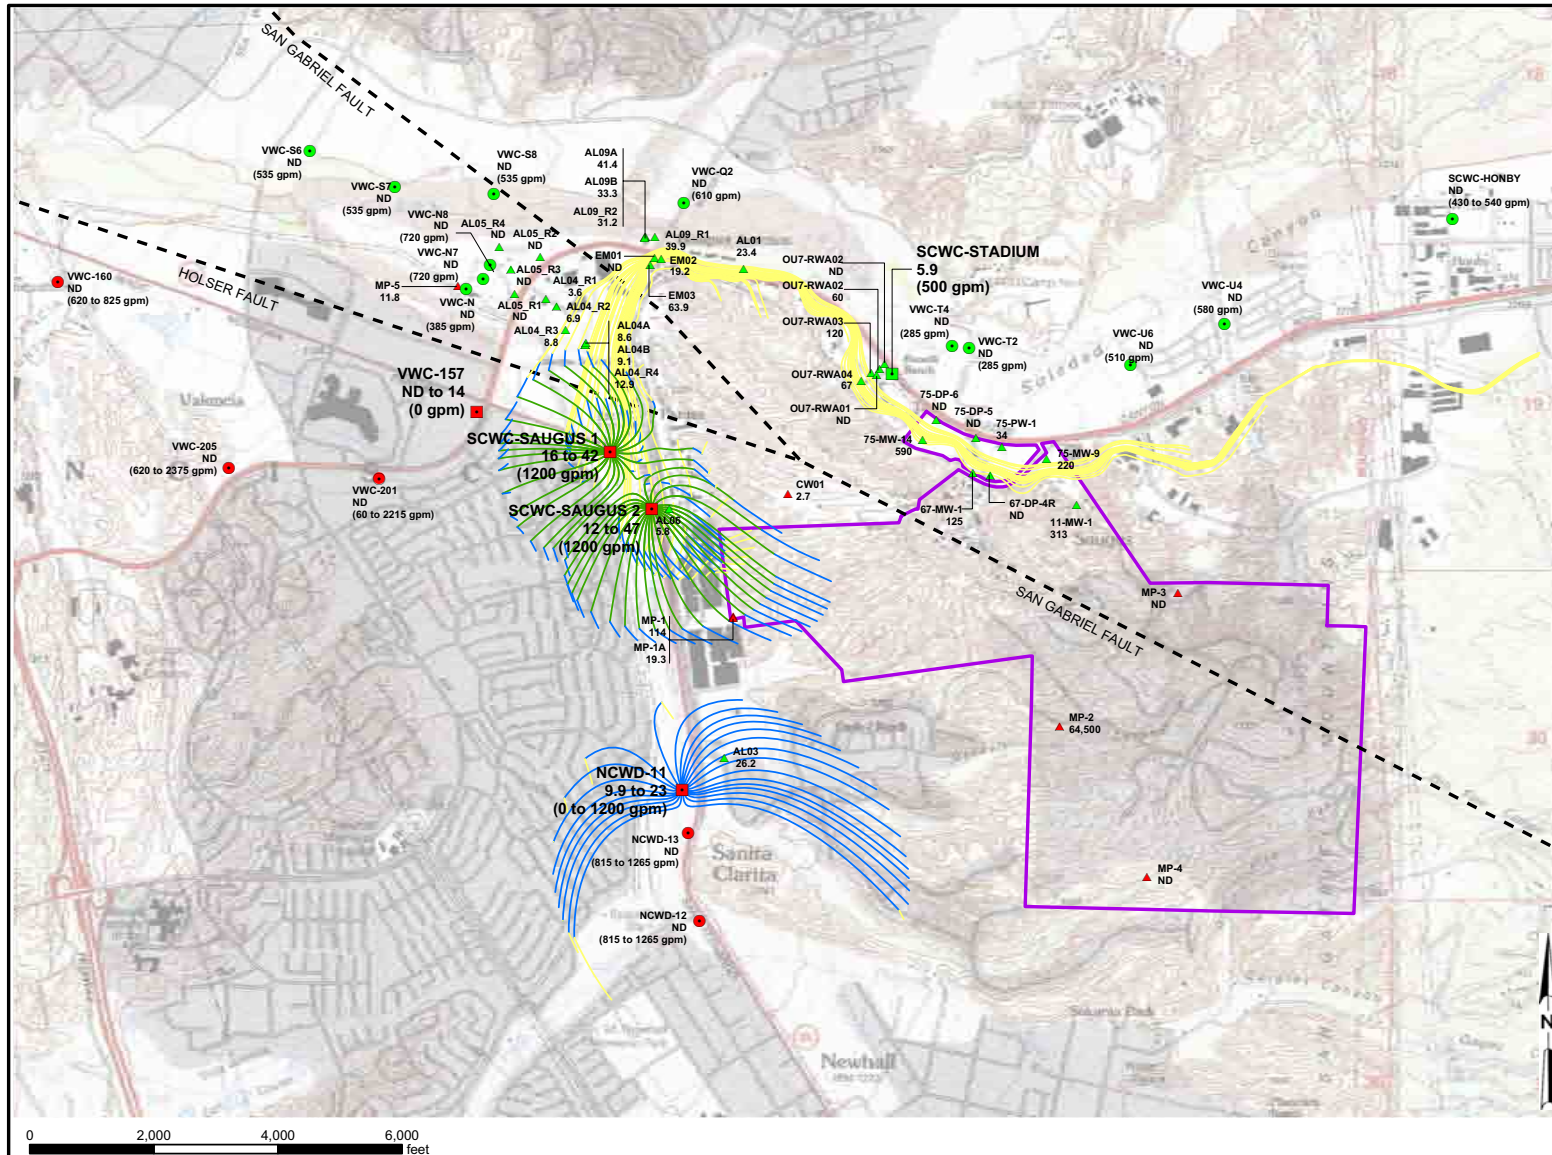 SAN GABRIEL FAULT
VWC-S6
ND
(535 gpm)
VWC-S7
ND
(535 gpm)
VWC-S8
ND
(535 gpm)
AL09A
41.4
AL09B
33.3
AL09_R2
31.2
VWC-Q2
ND
(610 gpm)
SCWC-HONBY
ND
(430 to 540 gpm)
VWC-N8
ND
(720 gpm)
AL05_R4
ND
AL05_R2
ND
AL09_R1
39.9
AL01
23.4
EM01
ND
EM02
19.2
EM03
63.9
VWC-N7
ND
(720 gpm)
AL05_R3
ND
AL04_R1
3.6
AL04_R2
6.9
MP-5
11.8
VWC-N
ND
(385 gpm)
AL05_R1
ND
AL04_R3
8.8
AL04A
8.6
AL04B
9.1
AL04_R4
12.9
VWC-160
ND
(620 to 825 gpm)
HOLSER FAULT
OU7-RWA02
ND
OU7-RWA02
60
OU7-RWA03
120
OU7-RWA04
67
OU7-RWA01
ND
SCWC-STADIUM
5.9
(500 gpm)
VWC-T4
ND
(285 gpm)
VWC-T2
ND
(285 gpm)
VWC-U4
ND
(580 gpm)
VWC-U6
ND
(510 gpm)
Soledad
Canyon
Valencia
VWC-157
ND to 14
(0 gpm)
SCWC-SAUGUS 1
16 to 42
(1200 gpm)
SCWC-SAUGUS 2
12 to 47
(1200 gpm)
AL06
5.8
VWC-205
ND
(620 to 2375 gpm)
VWC-201
ND
(60 to 2215 gpm)
CW01
2.7
75-DP-6
ND
75-DP-5
ND
75-PW-1
34
75-MW-14
590
75-MW-9
220
67-MW-1
125
67-DP-4R
ND
11-MW-1
313
Saugus
MP-3
ND
SAN GABRIEL FAULT
MP-1
114
MP-1A
19.3
MP-2
64,500
AL03
26.2
NCWD-11
9.9 to 23
(0 to 1200 gpm)
NCWD-13
ND
(815 to 1265 gpm)
Santa
Clarita
MP-4
ND
NCWD-12
ND
(815 to 1265 gpm)
Newhall
N
0
2,000
4,000
6,000
feet